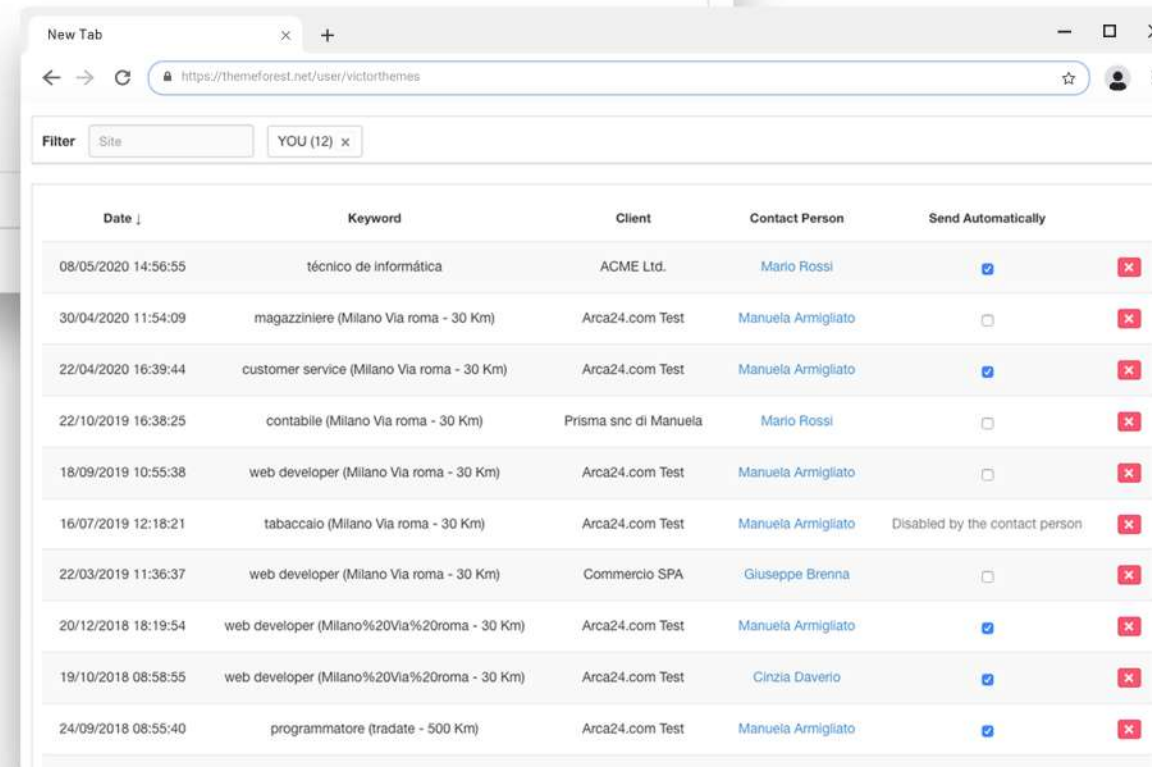 New Tab
https://themeforest.net/user/victorthemes
Filter Site YOU (12) ×
Date ↓ Keyword Client Contact Person Send Automatically
08/05/2020 14:56:55 técnico de informática ACME Ltd. Mario Rossi
30/04/2020 11:54:09 magazziniere (Milano Via roma - 30 Km) Arca24.com Test Manuela Armigliato
22/04/2020 16:39:44 customer service (Milano Via roma - 30 Km) Arca24.com Test Manuela Armigliato
22/10/2019 16:38:25 contabile (Milano Via roma - 30 Km) Prisma snc di Manuela Mario Rossi
18/09/2019 10:55:38 web developer (Milano Via roma - 30 Km) Arca24.com Test Manuela Armigliato
16/07/2019 12:18:21 tabaccaio (Milano Via roma - 30 Km) Arca24.com Test Manuela Armigliato Disabled by the contact person
22/03/2019 11:36:37 web developer (Milano Via roma - 30 Km) Commercio SPA Giuseppe Brenna
20/12/2018 18:19:54 web developer (Milano%20Via%20roma - 30 Km) Arca24.com Test Manuela Armigliato
19/10/2018 08:58:55 web developer (Milano%20Via%20roma - 30 Km) Arca24.com Test Cinzia Daverio
24/09/2018 08:55:40 programmatore (tradate - 500 Km) Arca24.com Test Manuela Armigliato